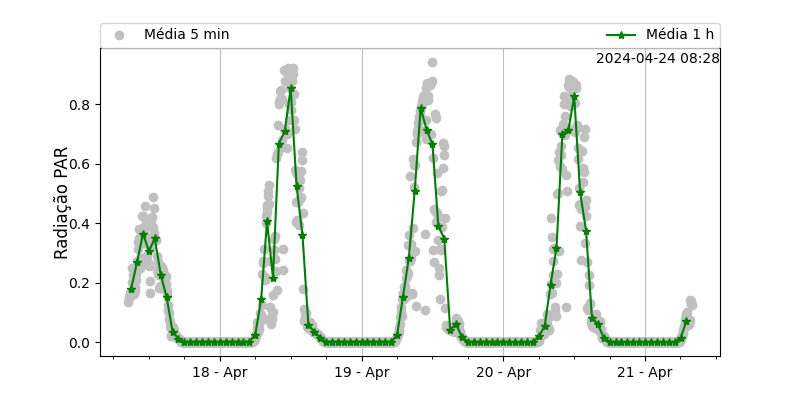 Média 5 min
Média 1 h
2024-04-24 08:28
Radiação PAR
0.8
0.6
0.4
0.2
0.0
18 - Apr
19 - Apr
20 - Apr
21 - Apr